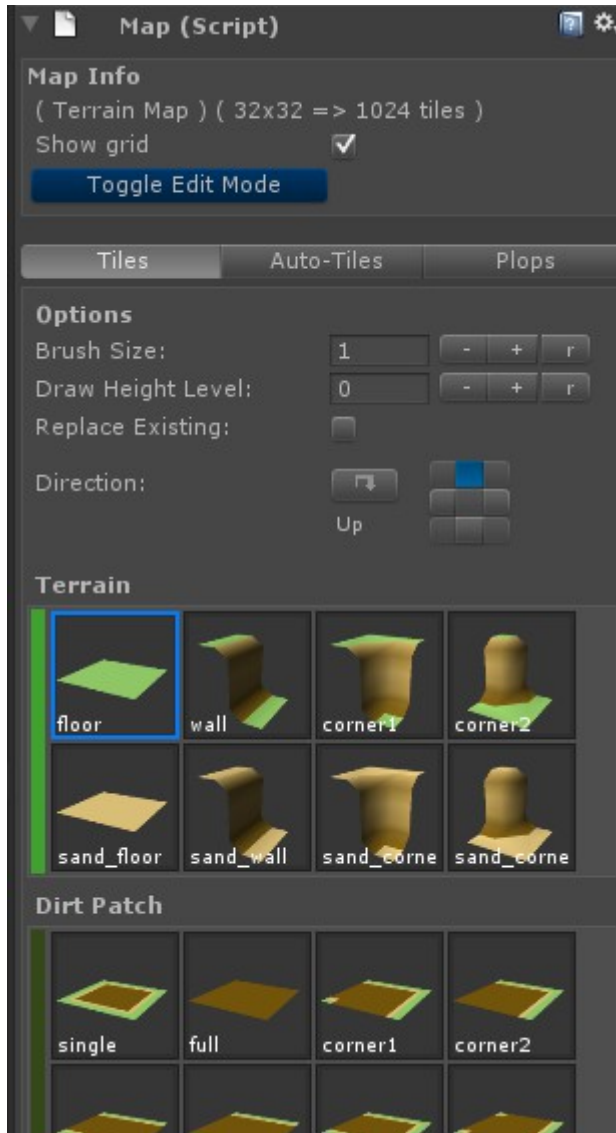 Map (Script)
Map Info
( Terrain Map ) ( 32x32 => 1024 tiles )
Show grid
Toggle Edit Mode
Tiles Auto-Tiles Plops
Options
Brush Size: 1 - + r
Draw Height Level: 0 - + r
Replace Existing:
Direction:
Up
Terrain
floor wall corner1 corner2
sand_floor sand_wall sand_corne sand_corne
Dirt Patch
single full corner1 corner2